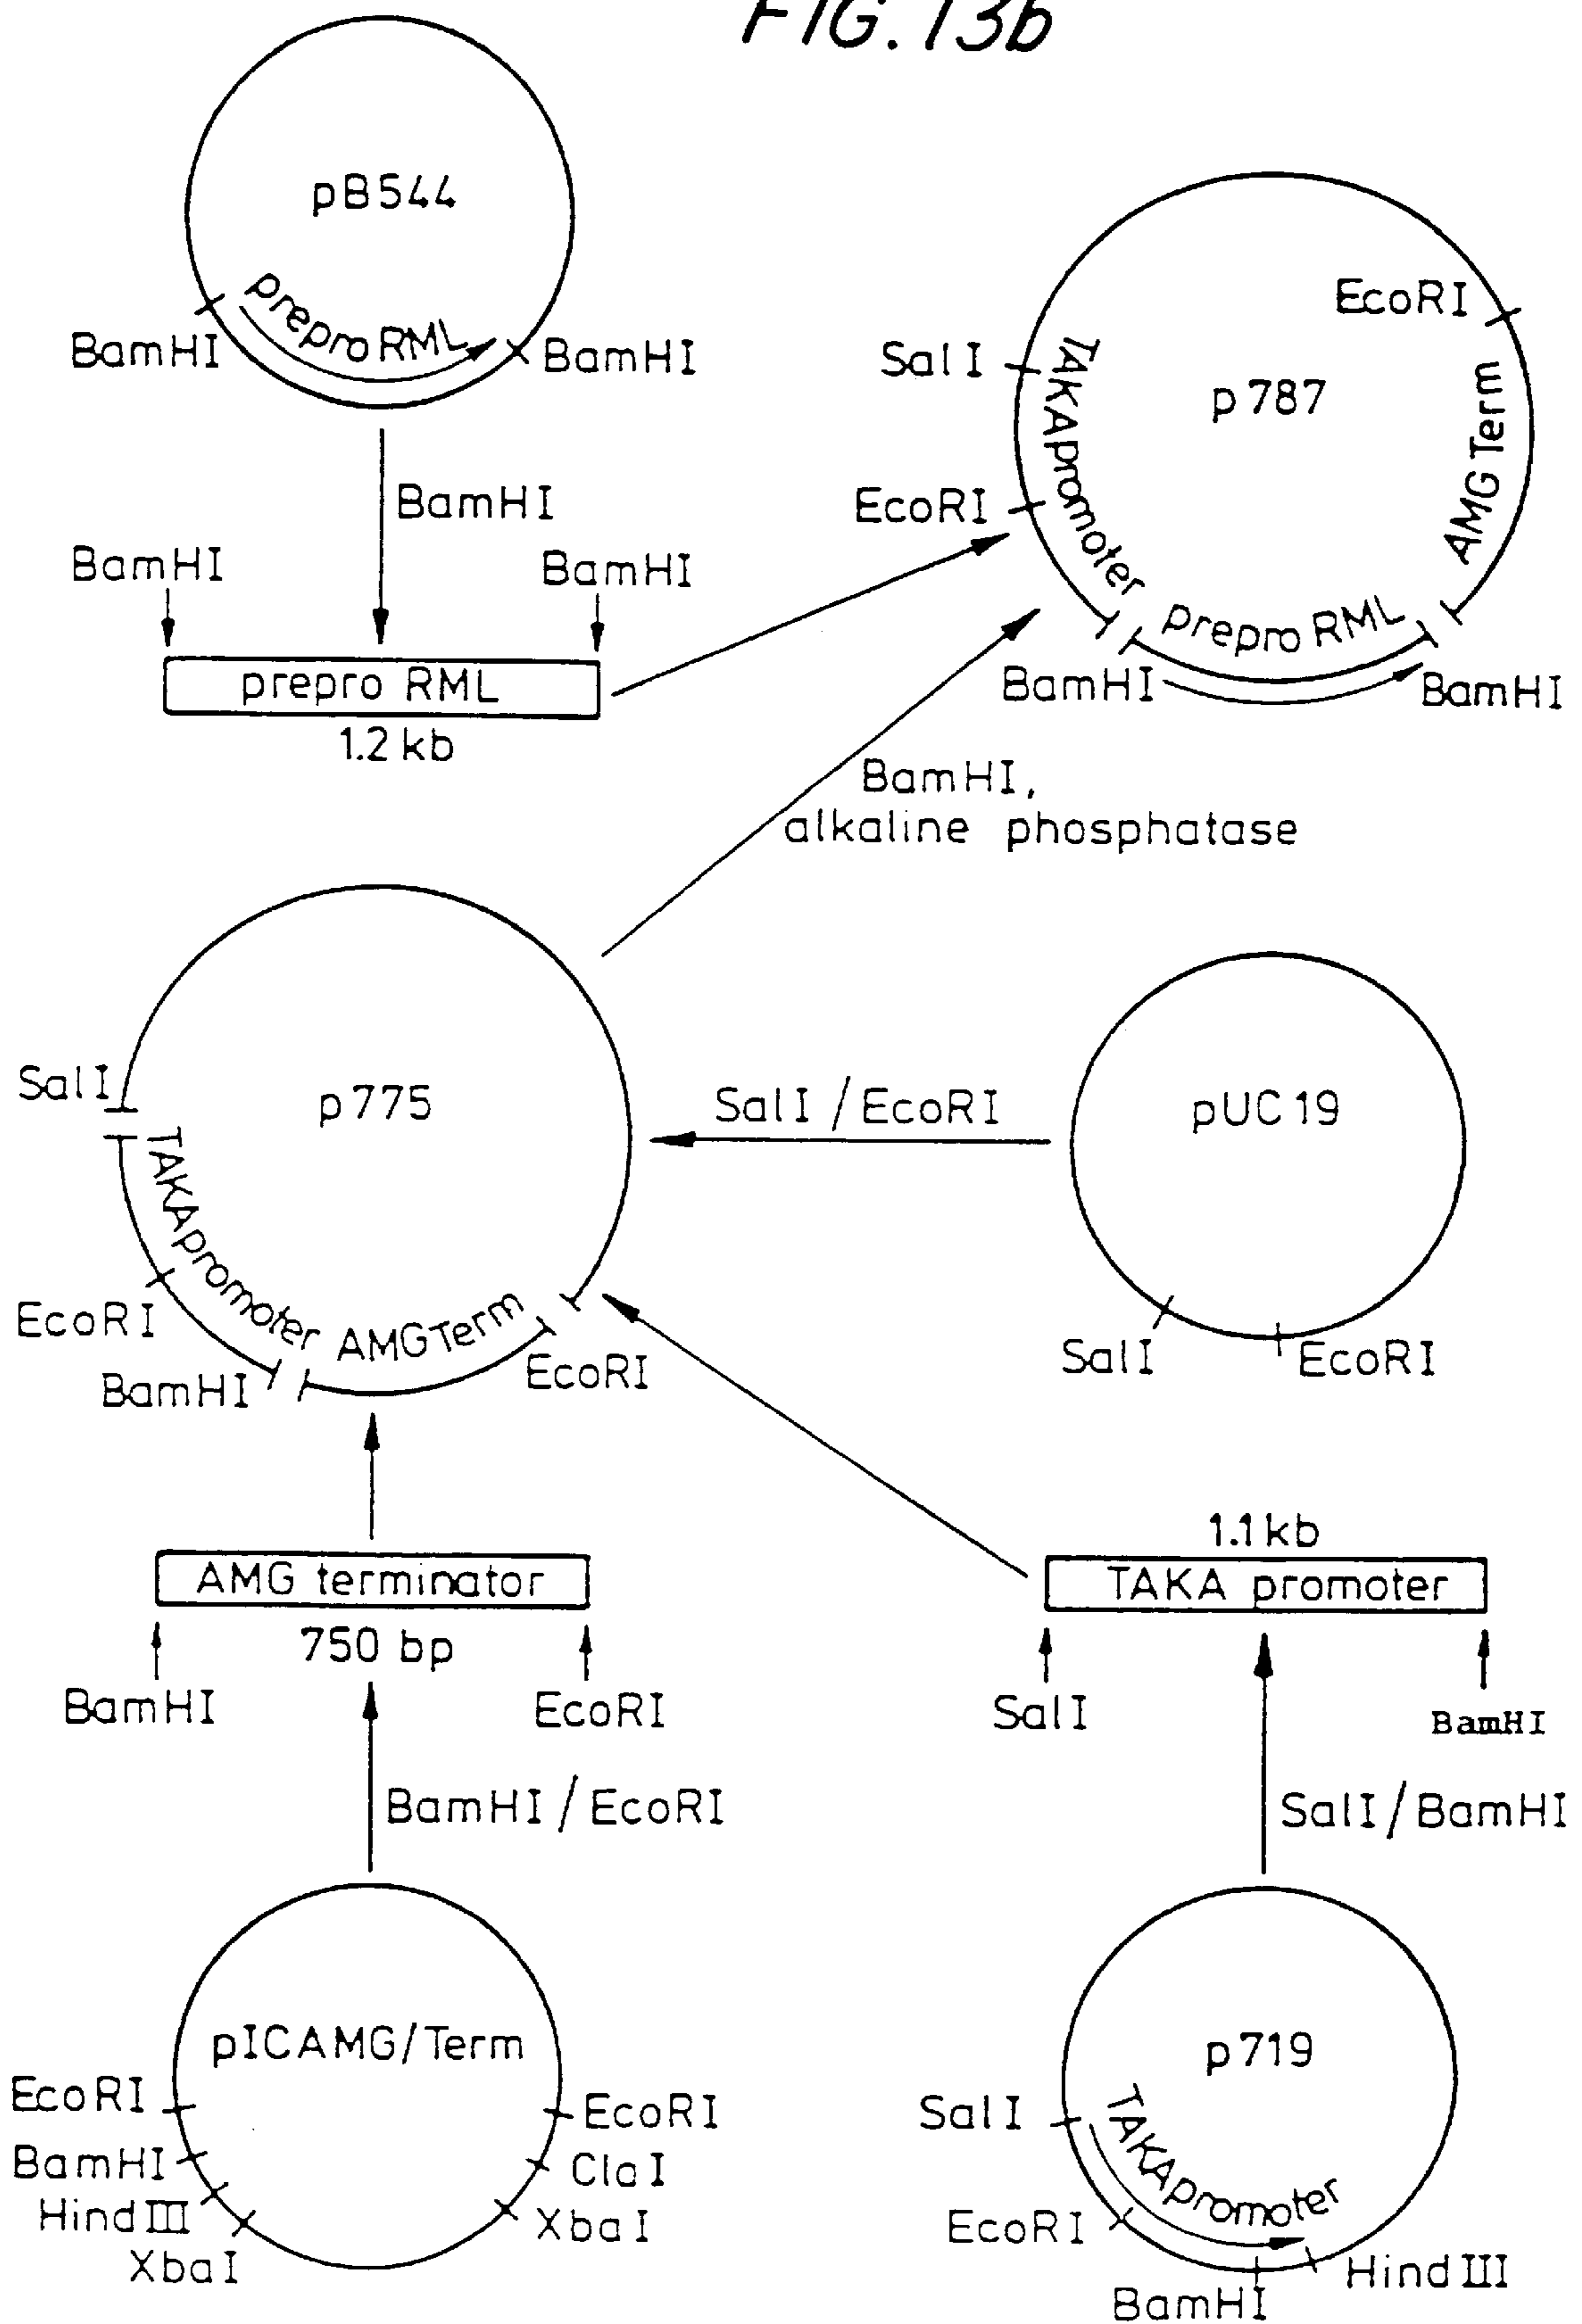 FIG. 13b
pB544
prepro RML
BamHI
BamHI
BamHI
BamHI
BamHI
prepro RML
1.2 kb
p787
EcoRI
SalI
TAKApromoter
AMG Term
EcoRI
prepro RML
BamHI
BamHI
BamHI,
alkaline phosphatase
p775
SalI
TAKApromoter
EcoRI
AMGTerm
BamHI
EcoRI
SalI/EcoRI
pUC19
SalI
EcoRI
AMG terminator
750 bp
BamHI
EcoRI
BamHI/EcoRI
1.1kb
TAKA promoter
SalI
BamHI
SalI/BamHI
pICAMG/Term
EcoRI
EcoRI
BamHI
ClaI
HindIII
XbaI
XbaI
p719
SalI
TAKApromoter
EcoRI
HindIII
BamHI